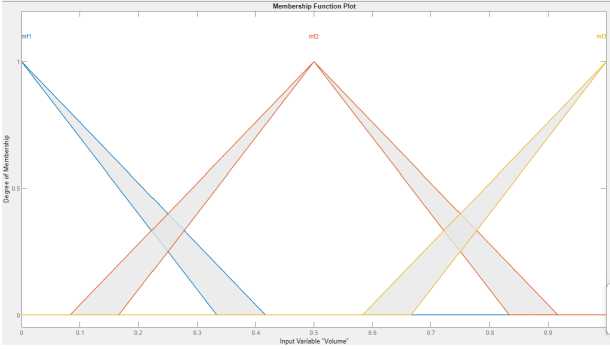 Membership Function Plot
mf1
mf2
mf3
1
0.5
0
Degree of Membership
0
0.1
0.2
0.3
0.4
0.5
0.6
0.7
0.8
0.9
Input Variable "Volume"